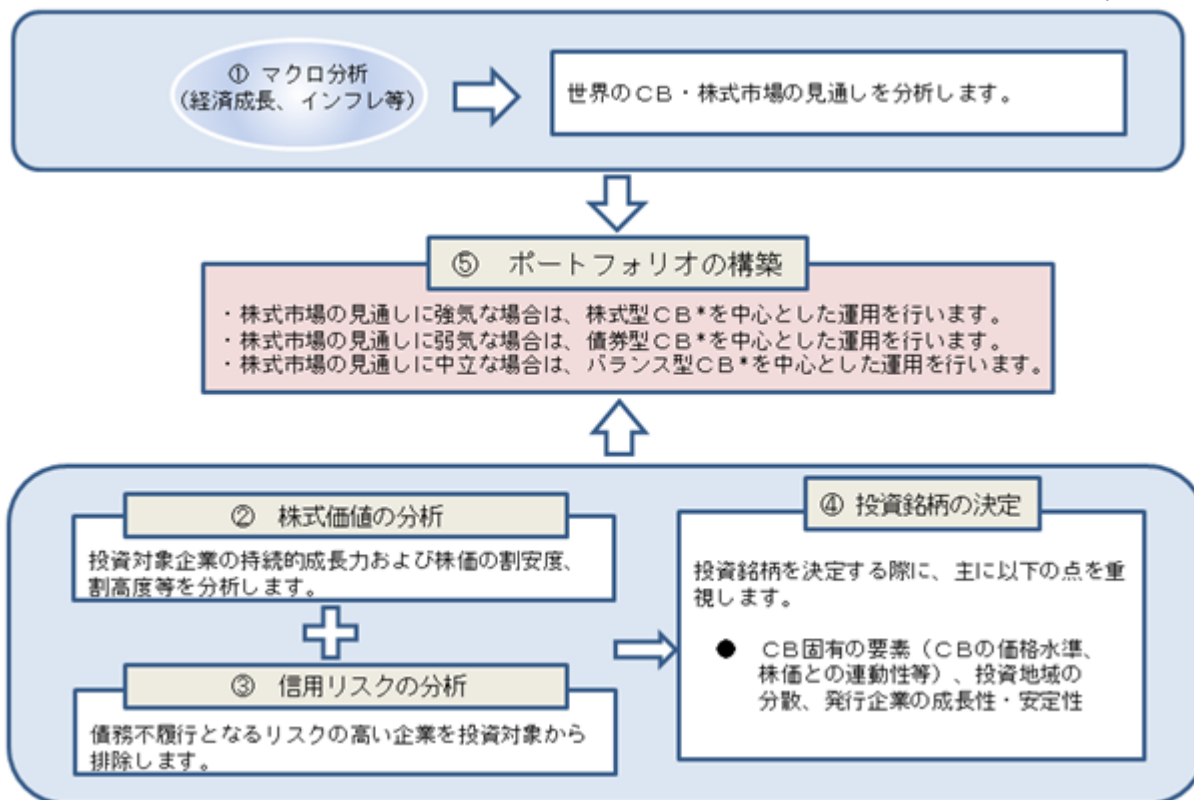 ① マクロ分析
(経済成長、インフレ等)
世界のCB・株式市場の見通しを分析します。
⑤ ポートフォリオの構築
・株式市場の見通しに強気な場合は、株式型CB*を中心とした運用を行います。
・株式市場の見通しに弱気な場合は、債券型CB*を中心とした運用を行います。
・株式市場の見通しに中立な場合は、バランス型CB*を中心とした運用を行います。
② 株式価値の分析
投資対象企業の持続的成長力および株価の割安度、
割高度等を分析します。
③ 信用リスクの分析
債務不履行となるリスクの高い企業を投資対象から
排除します。
④ 投資銘柄の決定
投資銘柄を決定する際に、主に以下の点を重
視します。
● CB固有の要素(CBの価格水準、
株価との連動性等)、投資地域の
分散、発行企業の成長性・安定性